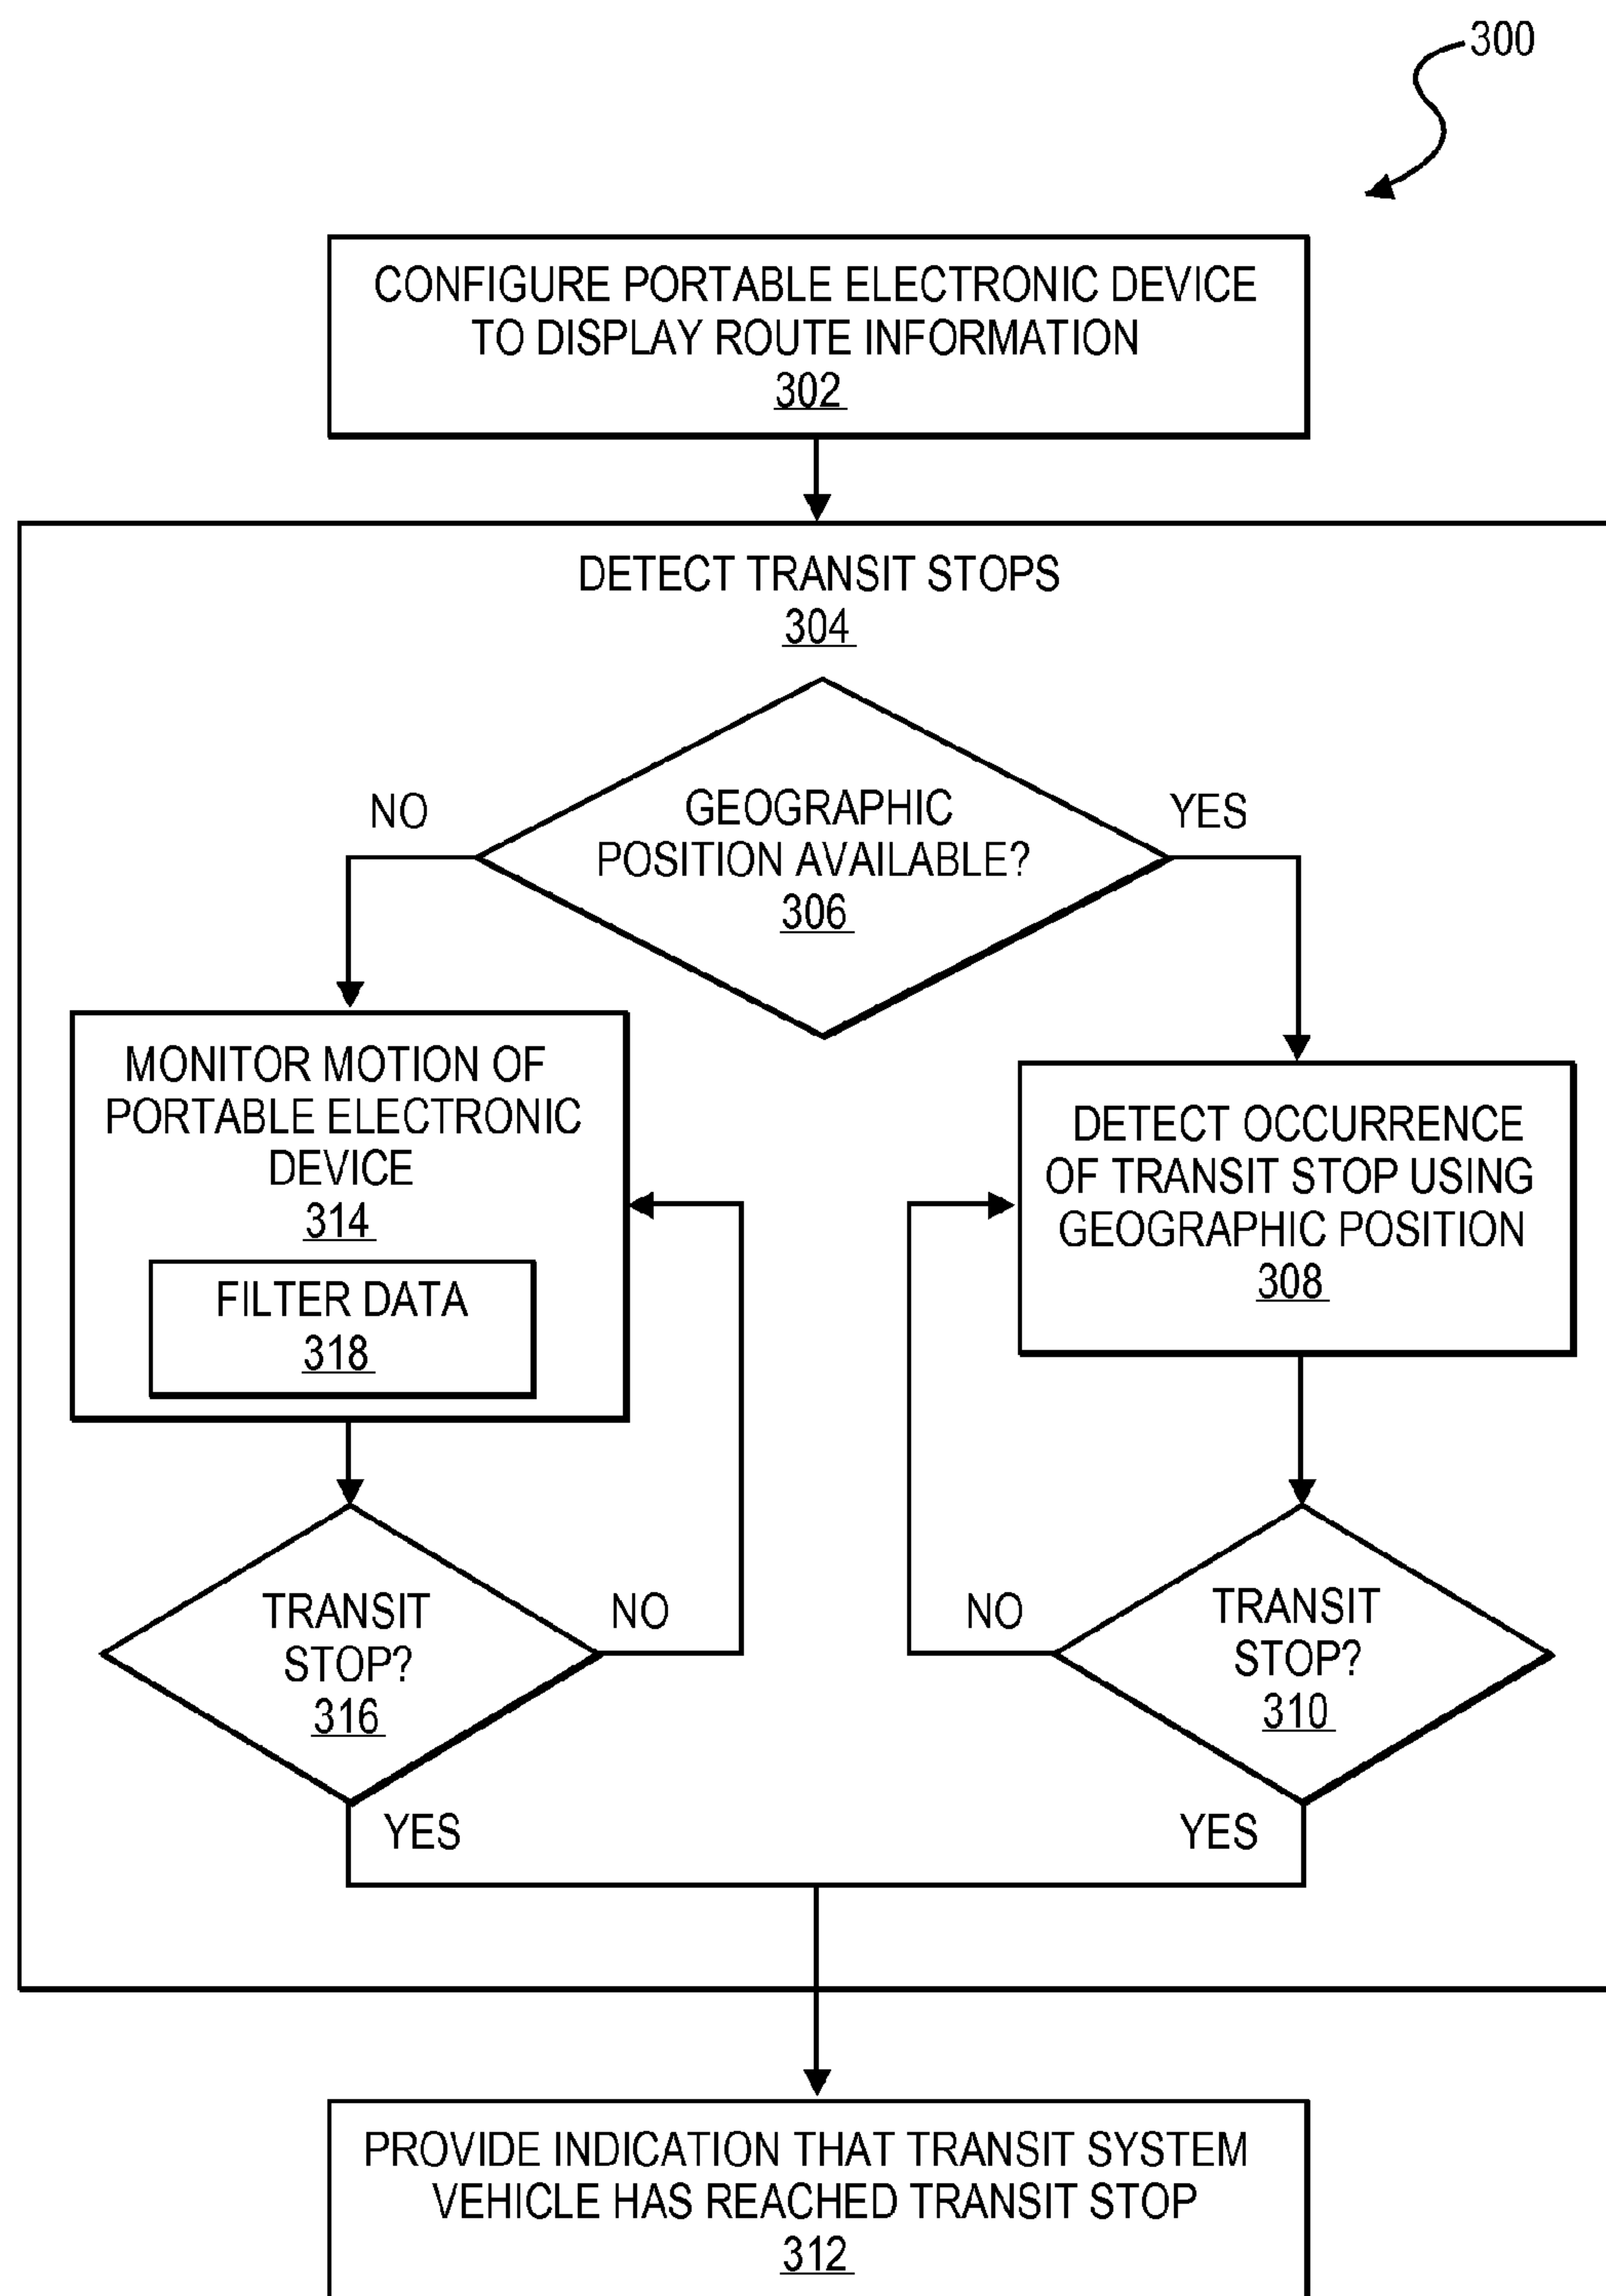 300
CONFIGURE PORTABLE ELECTRONIC DEVICE
TO DISPLAY ROUTE INFORMATION
302
DETECT TRANSIT STOPS
304
GEOGRAPHIC
POSITION AVAILABLE?
306
NO
YES
MONITOR MOTION OF
PORTABLE ELECTRONIC
DEVICE
314
FILTER DATA
318
DETECT OCCURRENCE
OF TRANSIT STOP USING
GEOGRAPHIC POSITION
308
TRANSIT
STOP?
316
NO
YES
TRANSIT
STOP?
310
NO
YES
PROVIDE INDICATION THAT TRANSIT SYSTEM
VEHICLE HAS REACHED TRANSIT STOP
312